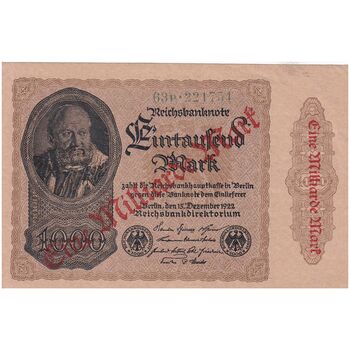 63P·221754
Reichsbanknote
Eintausend
Mark
zahlt die Reichsbankhauptkasse in Berlin
gegen diese Banknote dem Einlieferer
Berlin, den 15. Dezember 1922
Reichsbankdirektorium
1000
Eine Milliarde Mark
Eine Milliarde Mark